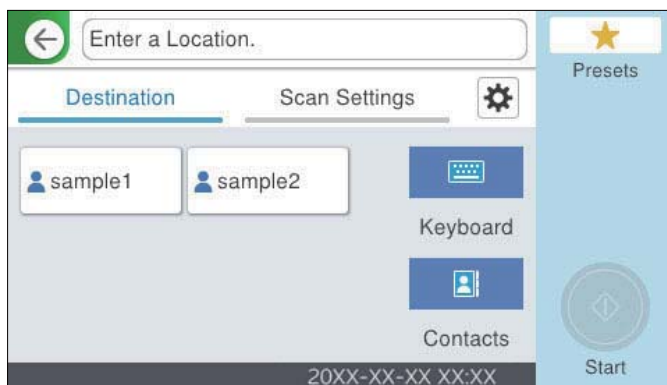 Enter a Location.
Presets
Destination
Scan Settings
sample1
sample2
Keyboard
Contacts
Start
20XX-XX-XX XX:XX